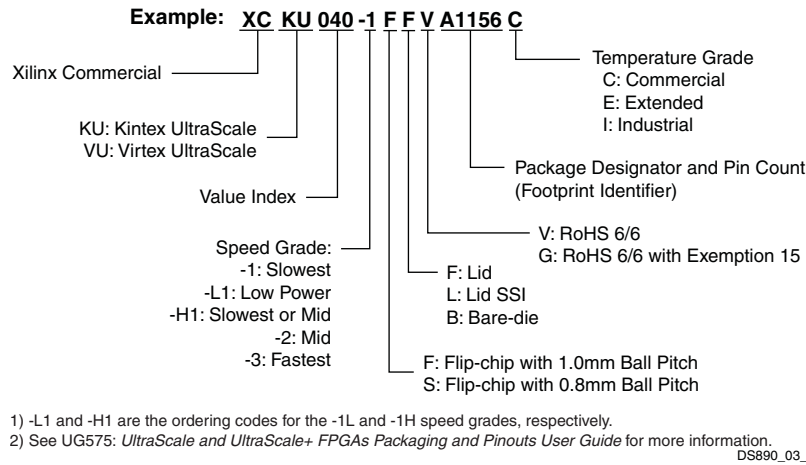 Example: XC KU 040 -1 F F V A1156 C
Xilinx Commercial
KU: Kintex UltraScale
VU: Virtex UltraScale
Value Index
Speed Grade:
-1: Slowest
-L1: Low Power
-H1: Slowest or Mid
-2: Mid
-3: Fastest
Temperature Grade
C: Commercial
E: Extended
I: Industrial
Package Designator and Pin Count
(Footprint Identifier)
V: RoHS 6/6
G: RoHS 6/6 with Exemption 15
F: Lid
L: Lid SSI
B: Bare-die
F: Flip-chip with 1.0mm Ball Pitch
S: Flip-chip with 0.8mm Ball Pitch
1) -L1 and -H1 are the ordering codes for the -1L and -1H speed grades, respectively.
2) See UG575: UltraScale and UltraScale+ FPGAs Packaging and Pinouts User Guide for more information.
DS890_03_